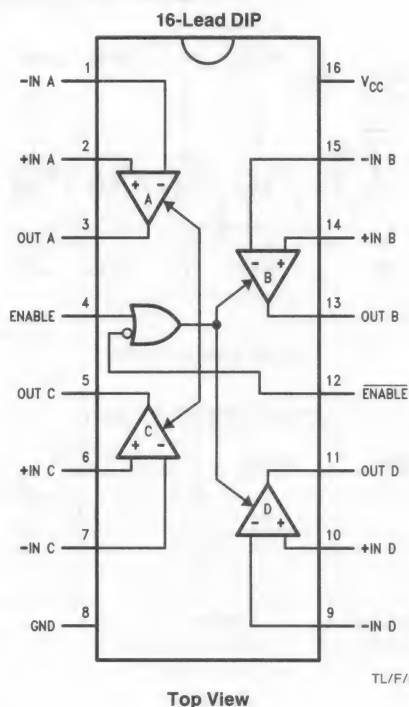 16-Lead DIP
1
-IN A
16
VCC
2
+IN A
15
-IN B
+ -
A
3
OUT A
14
+IN B
- +
B
4
ENABLE
13
OUT B
5
OUT C
12
ENABLE
C
+ -
6
+IN C
11
OUT D
D
- +
7
-IN C
10
+IN D
8
GND
9
-IN D
TL/F/
Top View